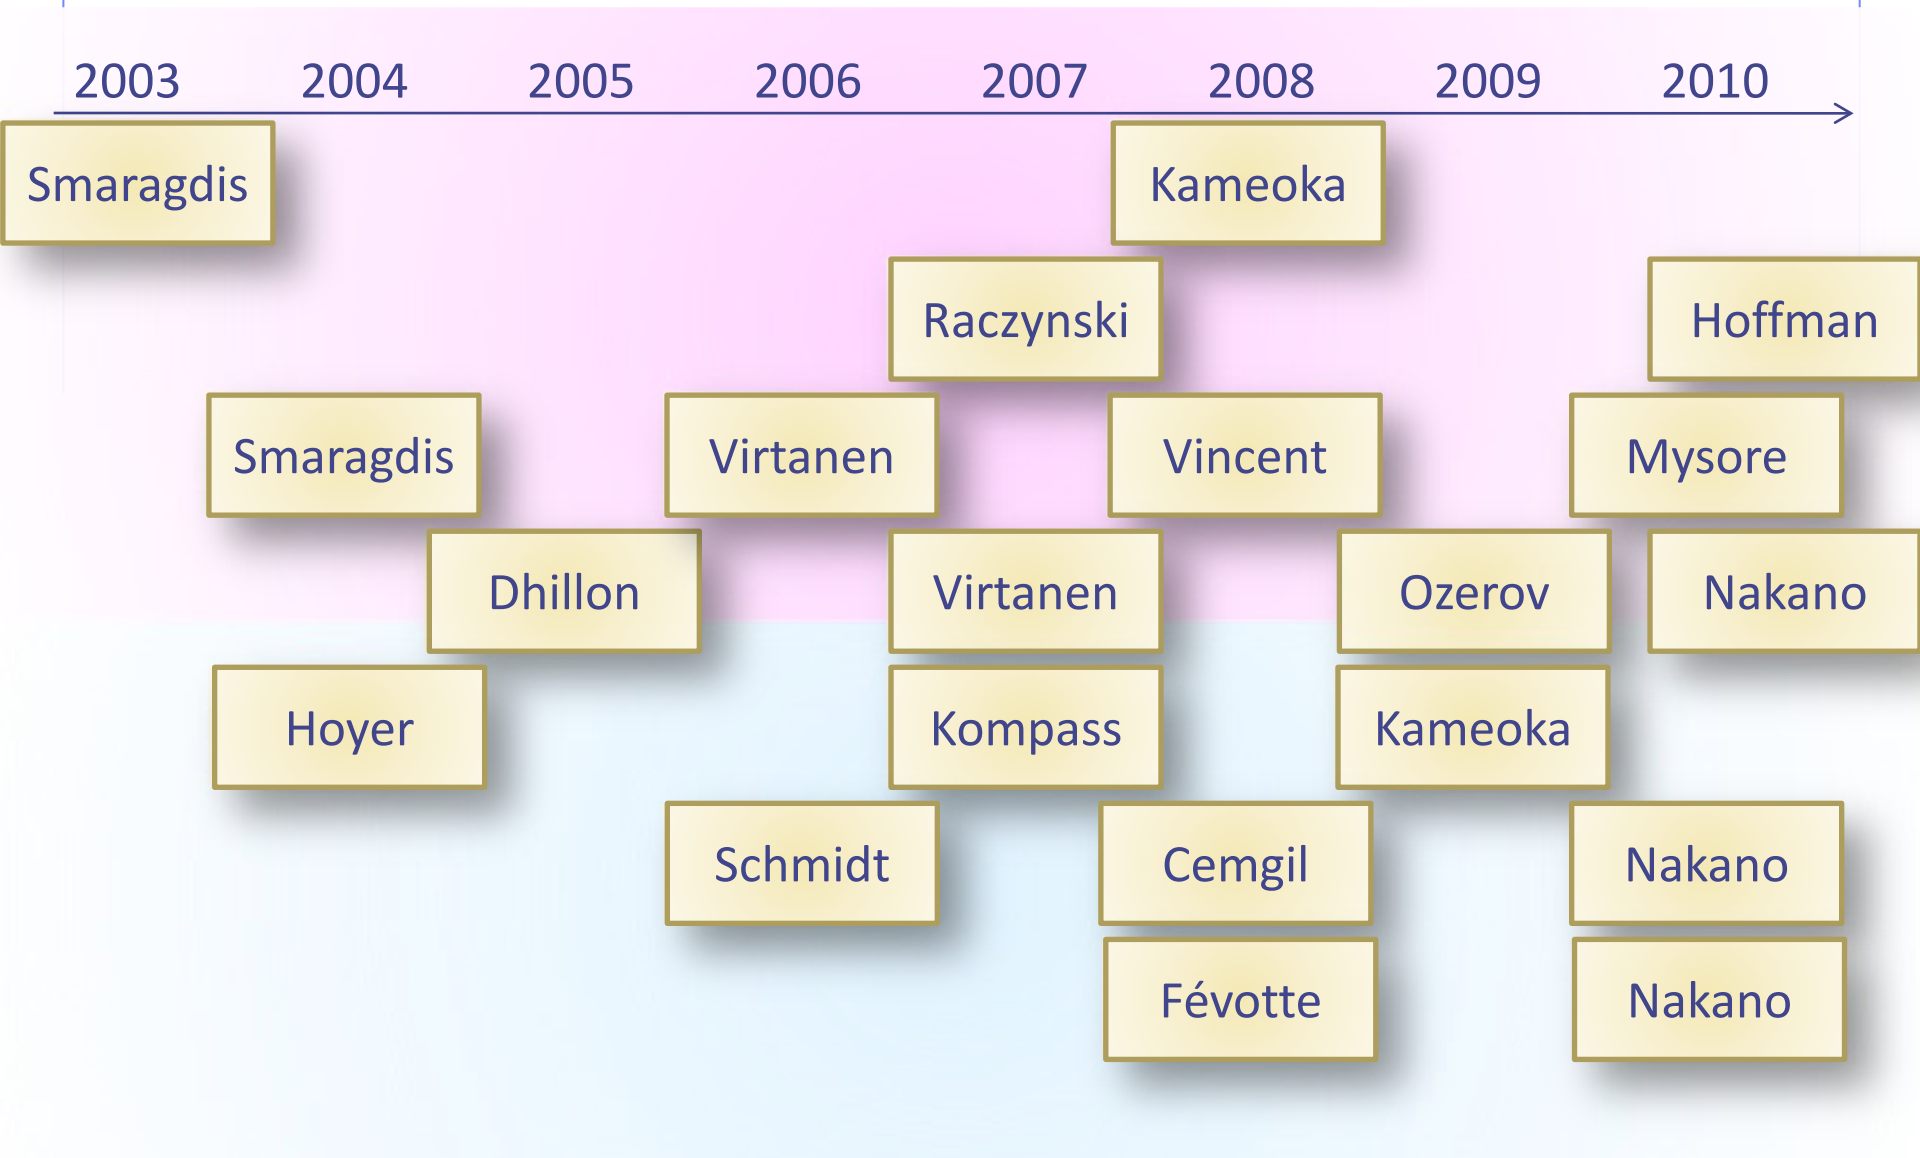 2003 2004 2005 2006 2007 2008 2009 2010
Smaragdis Kameoka
Raczynski Hoffman
Smaragdis Virtanen Vincent Mysore
Dhillon Virtanen Ozerov Nakano
Hoyer Kompass Kameoka
Schmidt Cemgil Nakano
Févotte Nakano